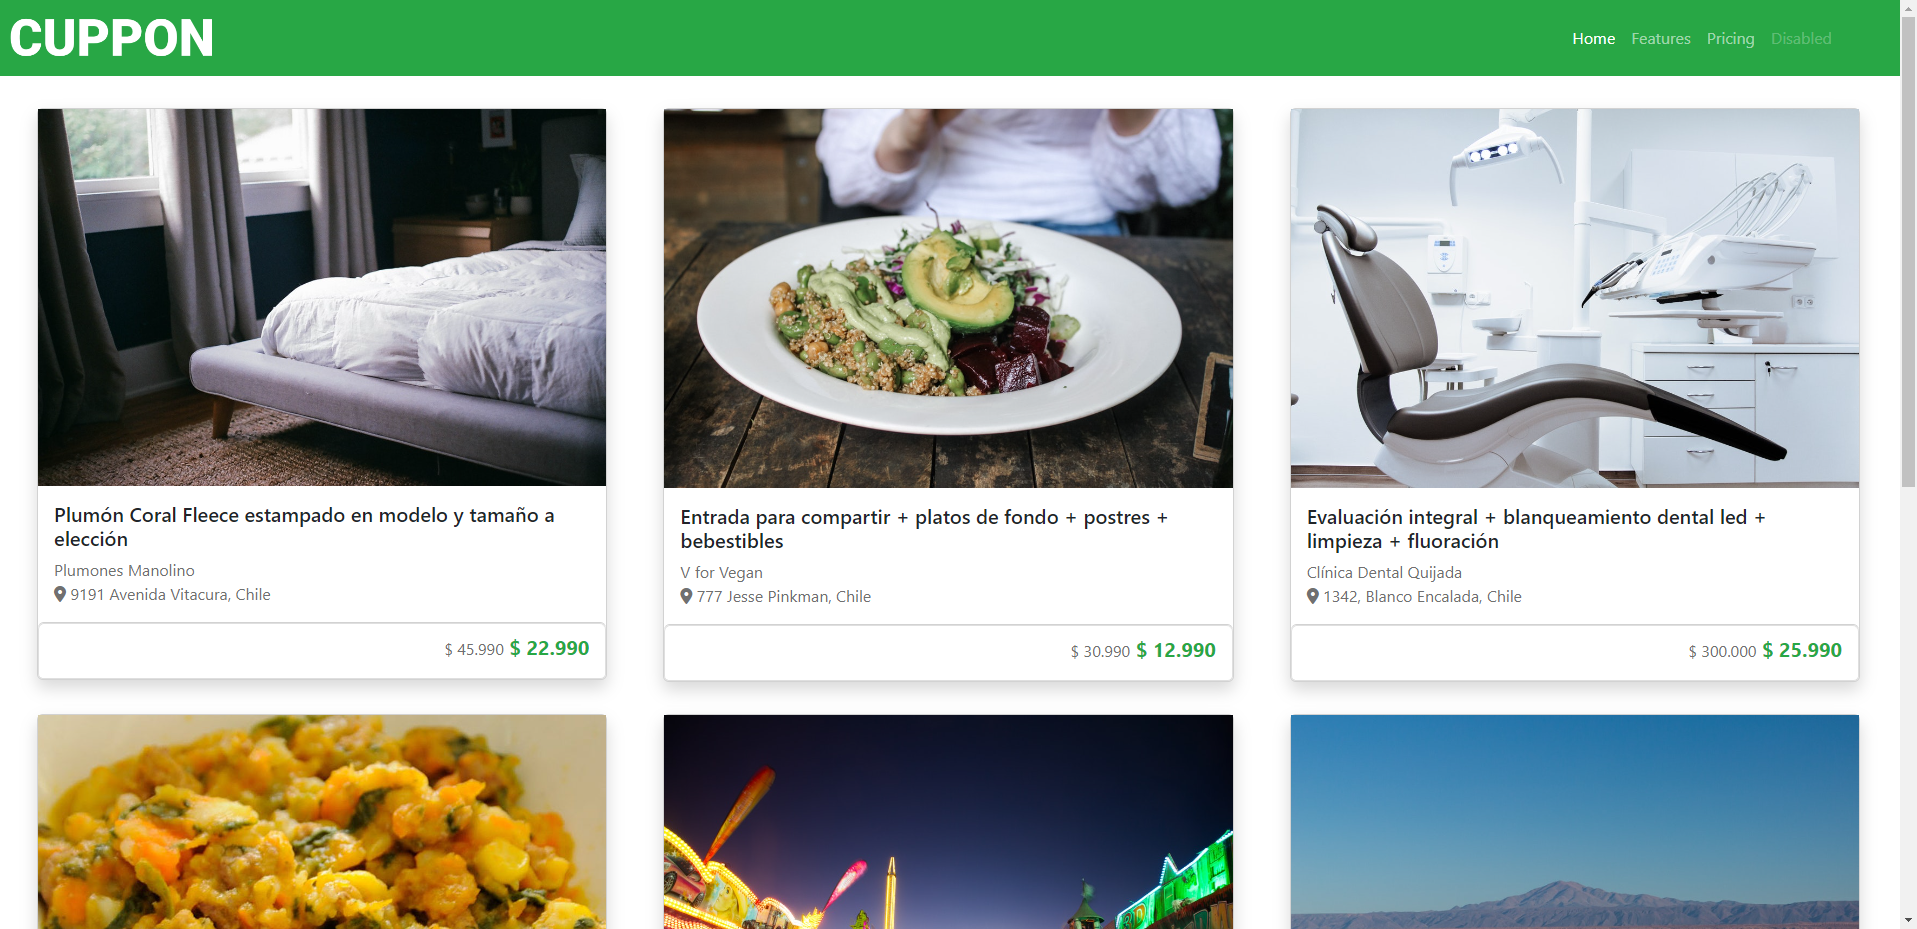 CUPPON
Home Features Pricing Disabled
Plumón Coral Fleece estampado en modelo y tamaño a
elección
Plumones Manolino
9191 Avenida Vitacura, Chile
$ 45.990 $ 22.990
Entrada para compartir + platos de fondo + postres +
bebestibles
V for Vegan
777 Jesse Pinkman, Chile
$ 30.990 $ 12.990
Evaluación integral + blanqueamiento dental led +
limpieza + fluoración
Clínica Dental Quijada
1342, Blanco Encalada, Chile
$ 300.000 $ 25.990